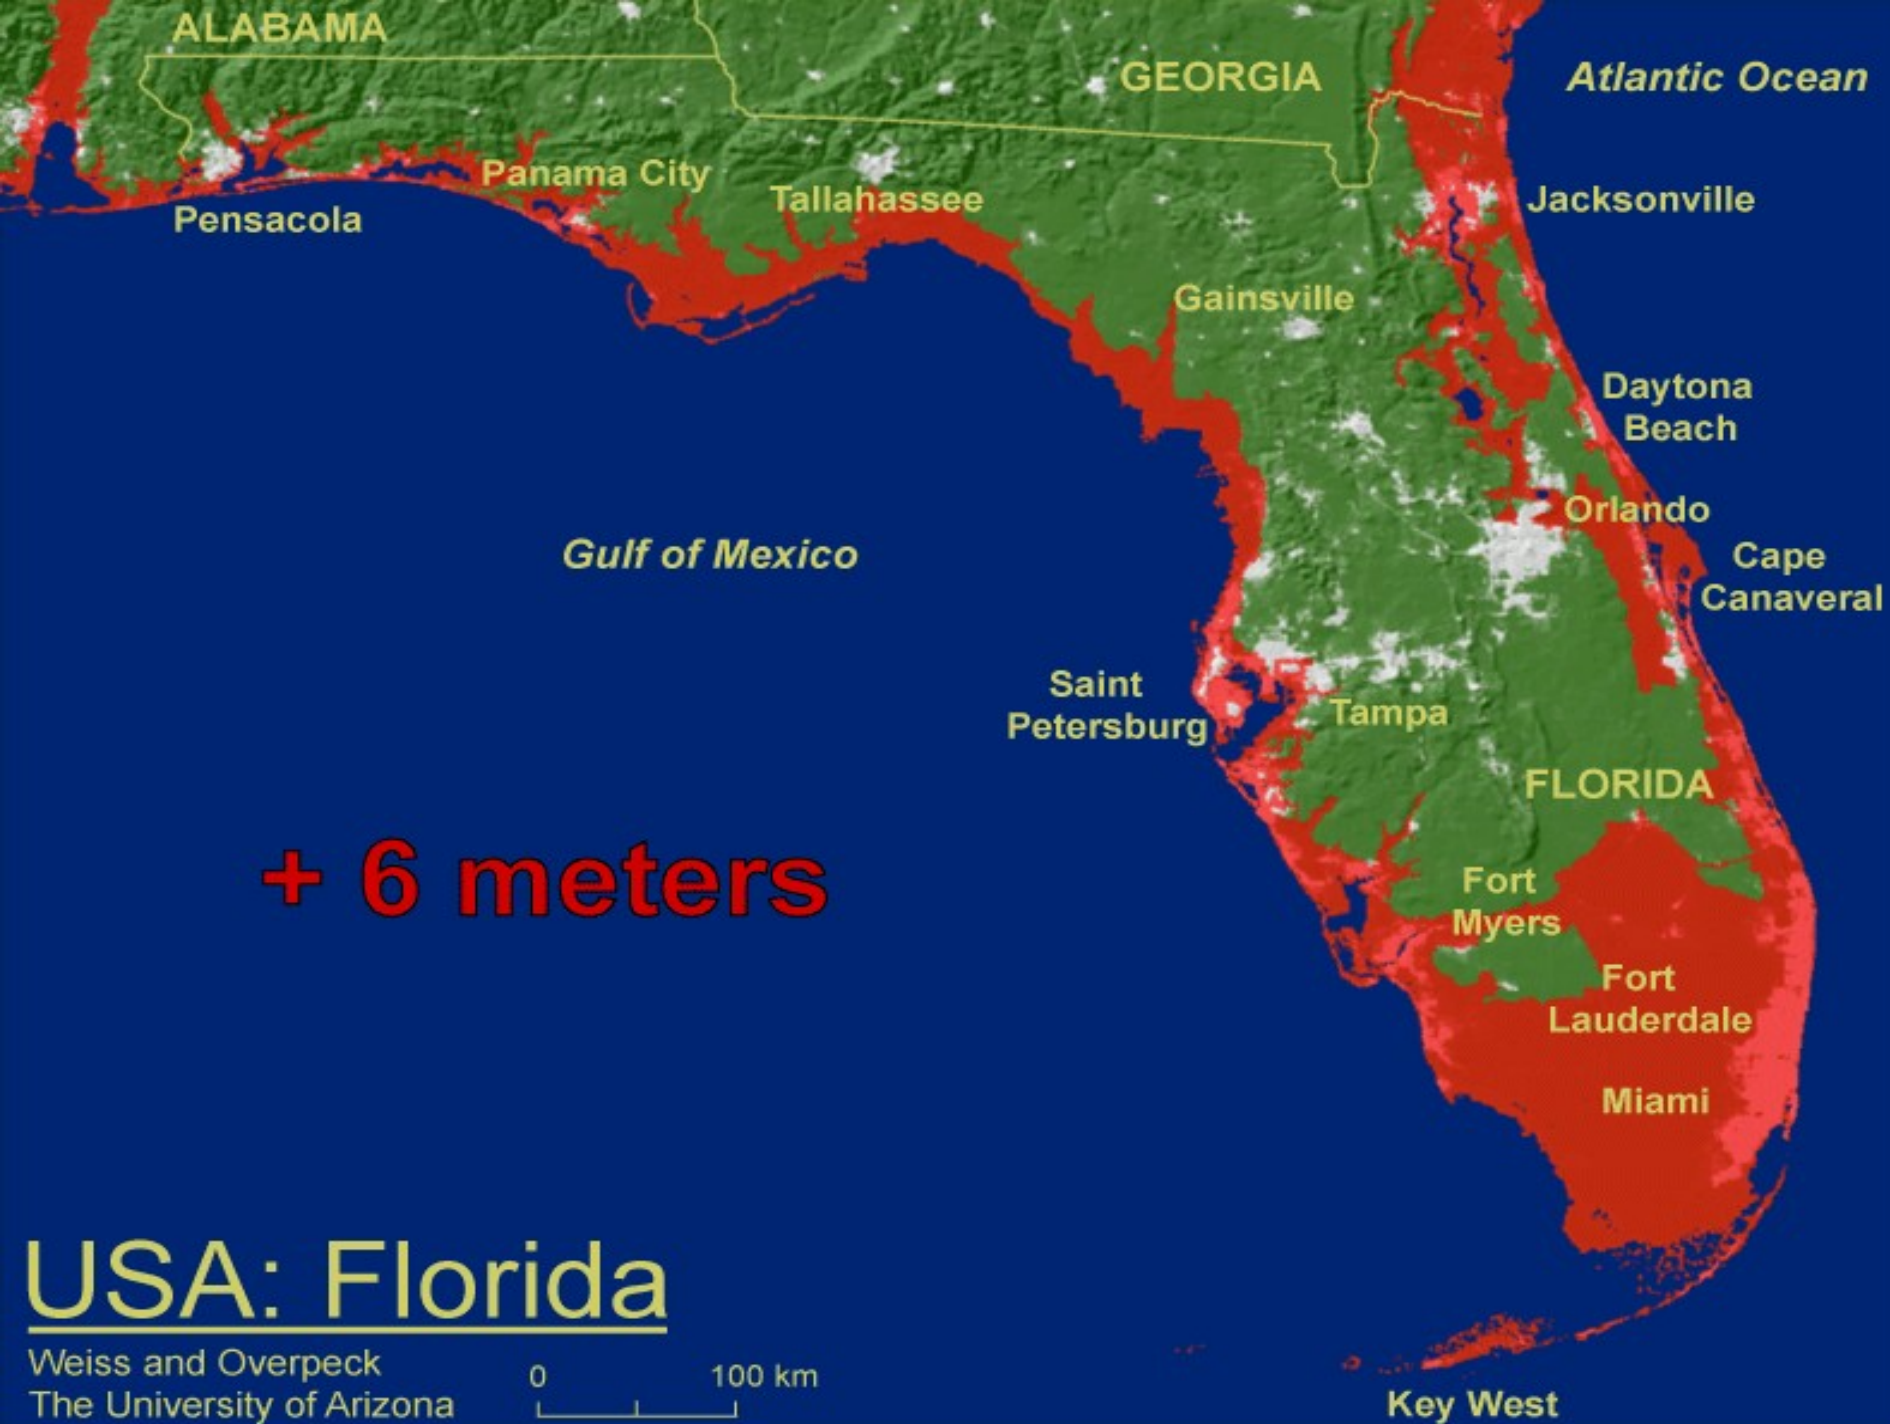 ALABAMA
GEORGIA
Atlantic Ocean
Panama City
Tallahassee
Jacksonville
Pensacola
Gainsville
Daytona
Beach
Orlando
Gulf of Mexico
Cape
Canaveral
Saint
Petersburg
Tampa
FLORIDA
+ 6 meters
Fort
Myers
Fort
Lauderdale
Miami
USA: Florida
Weiss and Overpeck
The University of Arizona
0 100 km
Key West